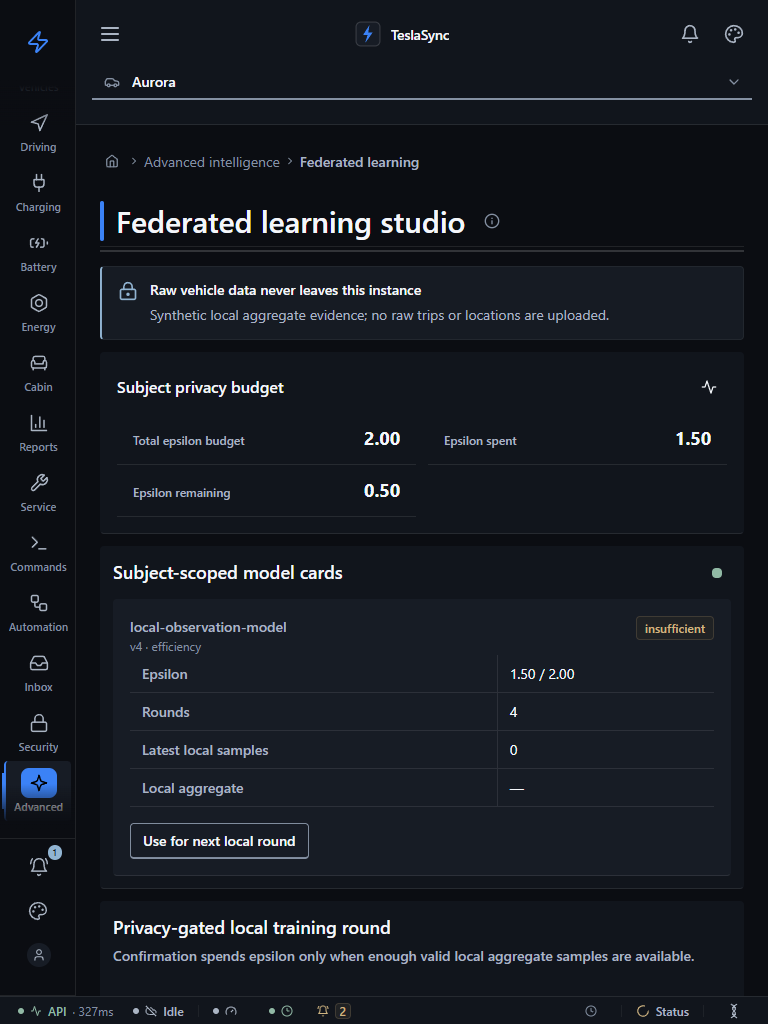 TeslaSync
Aurora
Driving
Charging
Battery
Energy
Cabin
Reports
Service
Commands
Automation
Inbox
Security
Advanced
1
Advanced intelligence
Federated learning
Federated learning studio
Raw vehicle data never leaves this instance
Synthetic local aggregate evidence; no raw trips or locations are uploaded.
Subject privacy budget
Total epsilon budget 2.00
Epsilon spent 1.50
Epsilon remaining 0.50
Subject-scoped model cards
local-observation-model
insufficient
v4 · efficiency
Epsilon 1.50 / 2.00
Rounds 4
Latest local samples 0
Local aggregate —
Use for next local round
Privacy-gated local training round
Confirmation spends epsilon only when enough valid local aggregate samples are available.
API · 327ms
Idle
2
Status